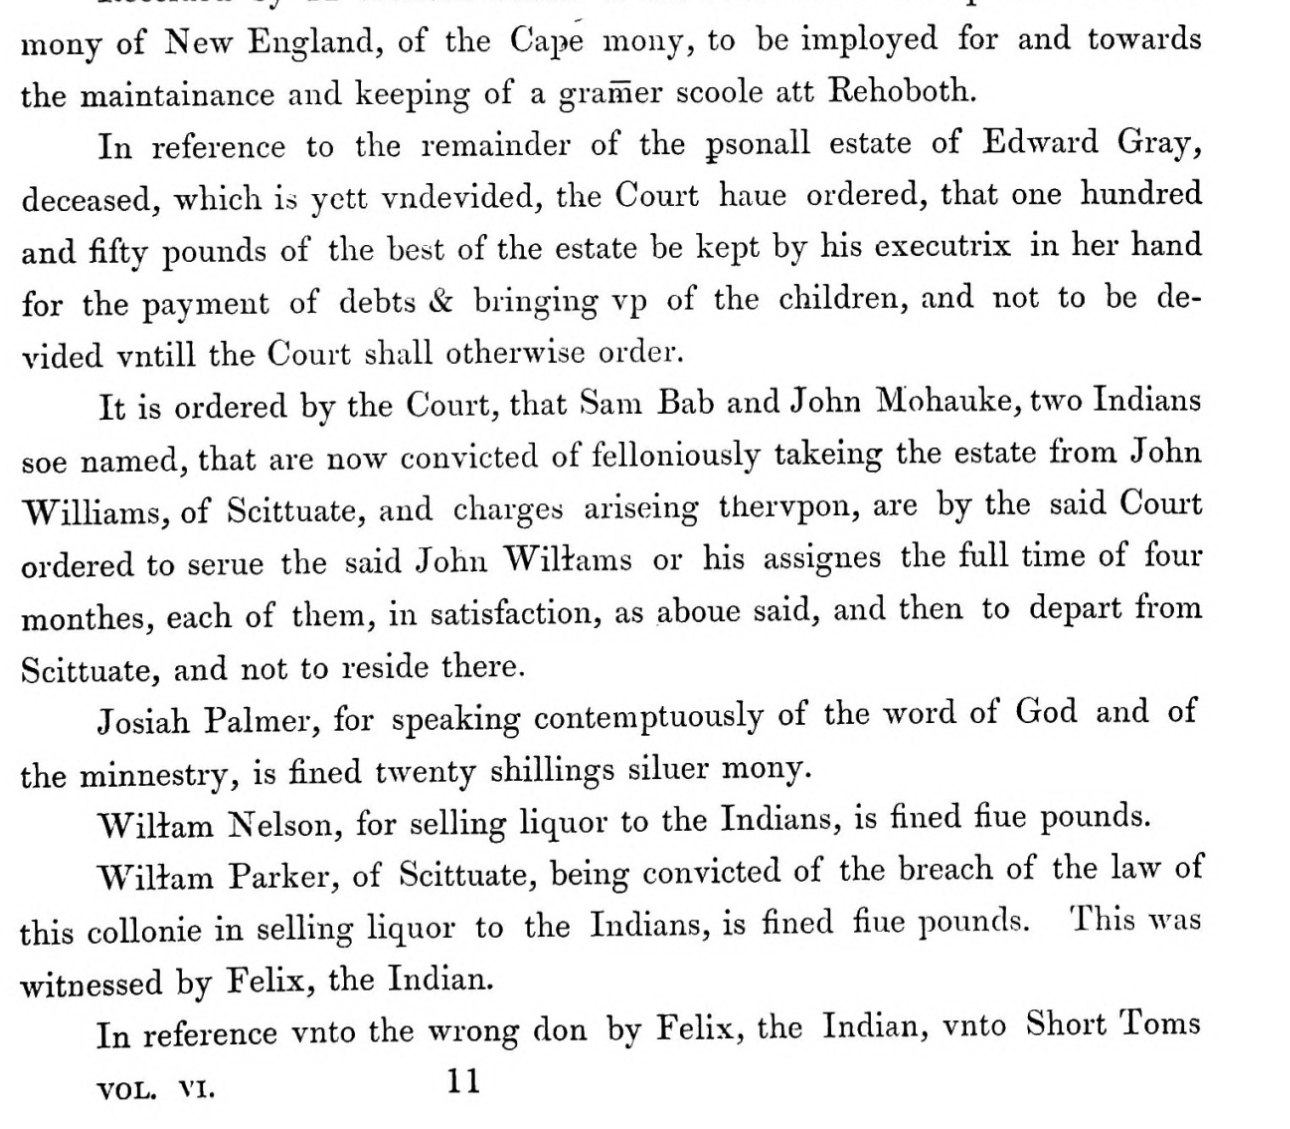 mony of New England, of the Capē mony, to be imployed for and towards
the maintainance and keeping of a gram̄er scoole att Rehoboth.
In reference to the remainder of the psonall estate of Edward Gray,
deceased, which is yett vndevided, the Court haue ordered, that one hundred
and fifty pounds of the best of the estate be kept by his executrix in her hand
for the payment of debts & bringing vp of the children, and not to be de-
vided vntill the Court shall otherwise order.
It is ordered by the Court, that Sam Bab and John Mohauke, two Indians
soe named, that are now convicted of felloniously takeing the estate from John
Williams, of Scittuate, and charges ariseing thervpon, are by the said Court
ordered to serue the said John Wilłams or his assignes the full time of four
monthes, each of them, in satisfaction, as aboue said, and then to depart from
Scittuate, and not to reside there.
Josiah Palmer, for speaking contemptuously of the word of God and of
the minnestry, is fined twenty shillings siluer mony.
Wilłam Nelson, for selling liquor to the Indians, is fined fiue pounds.
Wilłam Parker, of Scittuate, being convicted of the breach of the law of
this collonie in selling liquor to the Indians, is fined fiue pounds. This was
witnessed by Felix, the Indian.
In reference vnto the wrong don by Felix, the Indian, vnto Short Toms
VOL. VI. 11